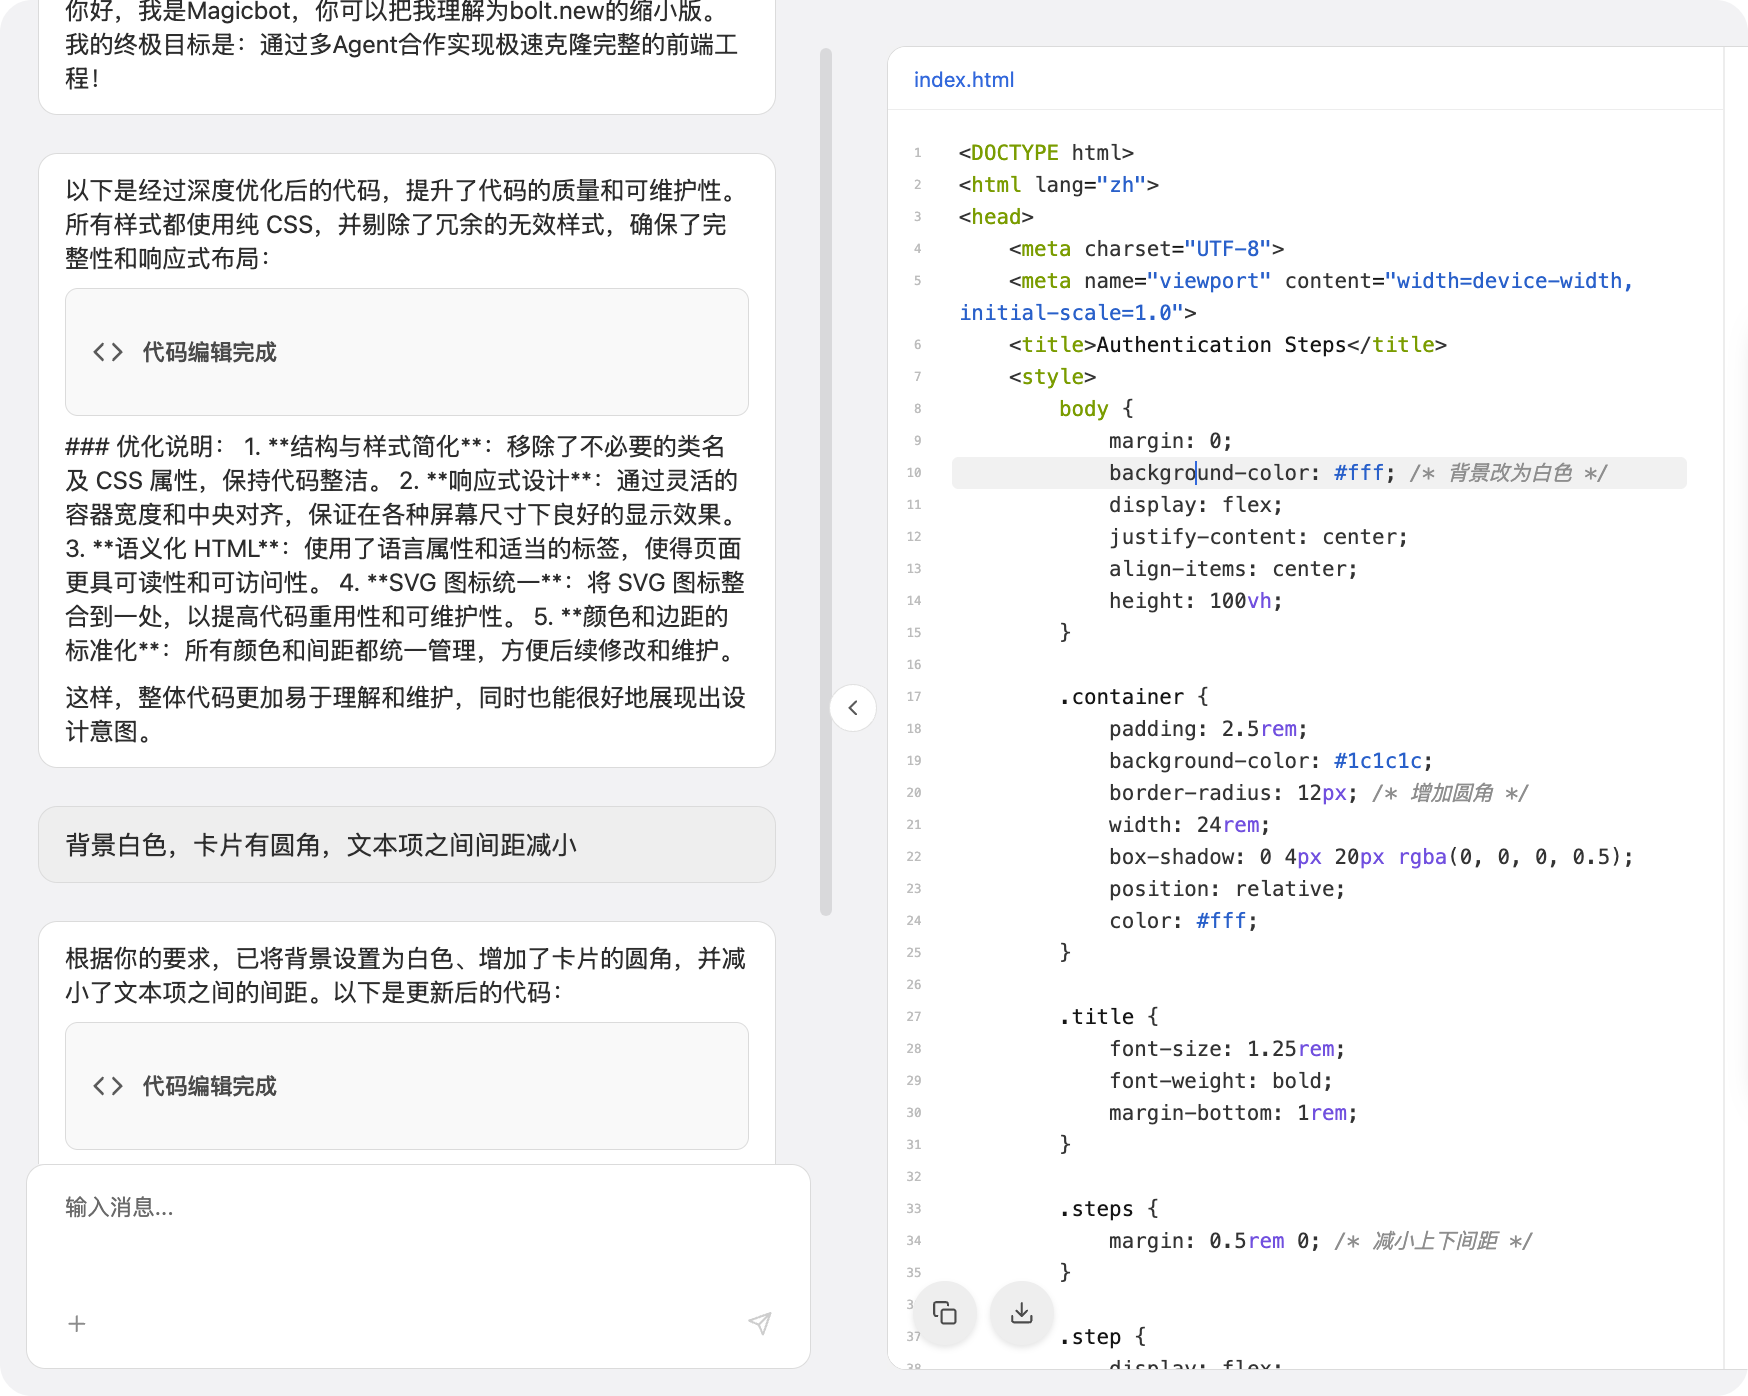 你好，我是Magicbot，你可以把我理解为bolt.new的缩小版。
我的终极目标是：通过多Agent合作实现极速克隆完整的前端工
程！
以下是经过深度优化后的代码，提升了代码的质量和可维护性。
所有样式都使用纯 CSS，并剔除了冗余的无效样式，确保了完
整性和响应式布局：
代码编辑完成
### 优化说明： 1. **结构与样式简化**：移除了不必要的类名
及 CSS 属性，保持代码整洁。 2. **响应式设计**：通过灵活的
容器宽度和中央对齐，保证在各种屏幕尺寸下良好的显示效果。
3. **语义化 HTML**：使用了语言属性和适当的标签，使得页面
更具可读性和可访问性。 4. **SVG 图标统一**：将 SVG 图标整
合到一处，以提高代码重用性和可维护性。 5. **颜色和边距的
标准化**：所有颜色和间距都统一管理，方便后续修改和维护。
这样，整体代码更加易于理解和维护，同时也能很好地展现出设
计意图。
背景白色，卡片有圆角，文本项之间间距减小
根据你的要求，已将背景设置为白色、增加了卡片的圆角，并减
小了文本项之间的间距。以下是更新后的代码：
代码编辑完成
输入消息...
index.html
1 <DOCTYPE html>
2 <html lang="zh">
3 <head>
4 <meta charset="UTF-8">
5 <meta name="viewport" content="width=device-width,
initial-scale=1.0">
6 <title>Authentication Steps</title>
7 <style>
8 body {
9 margin: 0;
10 background-color: #fff; /* 背景改为白色 */
11 display: flex;
12 justify-content: center;
13 align-items: center;
14 height: 100vh;
15 }
16
17 .container {
18 padding: 2.5rem;
19 background-color: #1c1c1c;
20 border-radius: 12px; /* 增加圆角 */
21 width: 24rem;
22 box-shadow: 0 4px 20px rgba(0, 0, 0, 0.5);
23 position: relative;
24 color: #fff;
25 }
26
27 .title {
28 font-size: 1.25rem;
29 font-weight: bold;
30 margin-bottom: 1rem;
31 }
32
33 .steps {
34 margin: 0.5rem 0; /* 减小上下间距 */
35 }
37 .step {
38 display: flex;